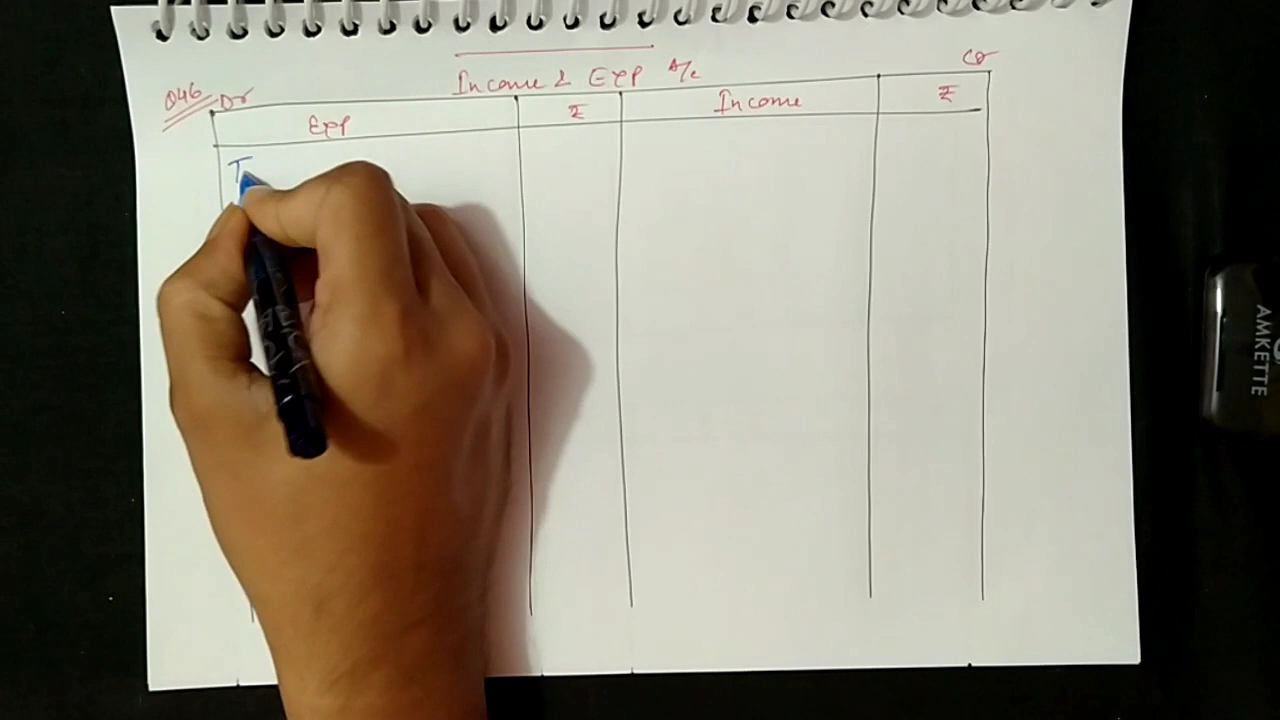 Income & Exp A/c
Q46 Dr Cr
Exp ₹ Income ₹
T
AMKETTE